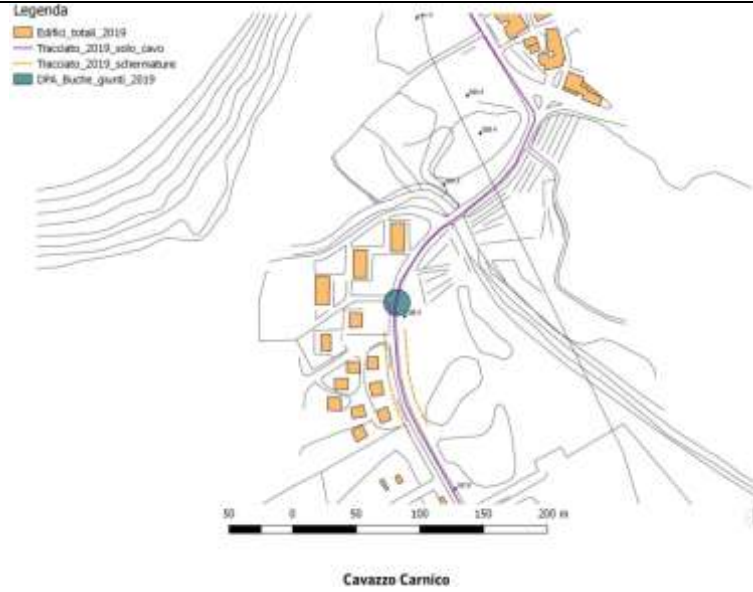 Legenda
Edifici_totali_2019
Tracciato_2019_solo_cavo
Tracciato_2019_schermature
DPA_Buche_giunti_2019
50 0 50 100 150 200 m
Cavazzo Carnico